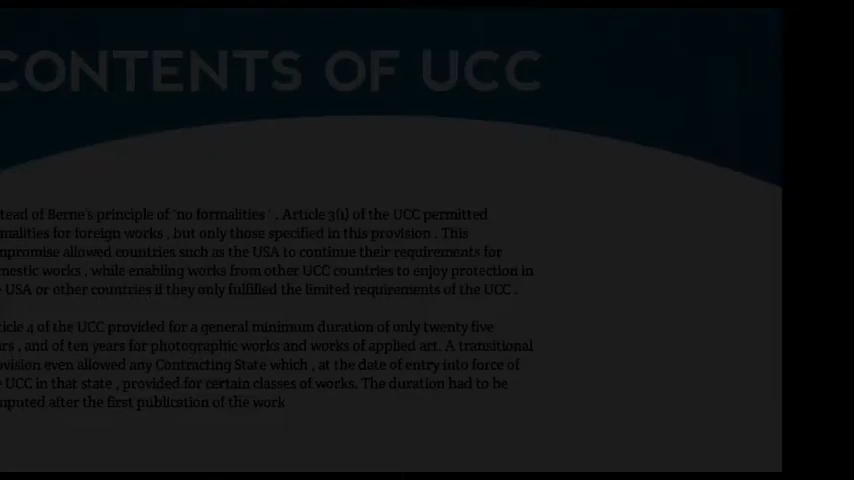 CONTENTS OF UCC
tead of Berne's principle of 'no formalities ' . Article 3(1) of the UCC permitted
malities for foreign works , but only those specified in this provision . This
mpromise allowed countries such as the USA to continue their requirements for
mestic works , while enabling works from other UCC countries to enjoy protection in
USA or other countries if they only fulfilled the limited requirements of the UCC .
icle 4 of the UCC provided for a general minimum duration of only twenty five
rs , and of ten years for photographic works and works of applied art. A transitional
ovision even allowed any Contracting State which , at the date of entry into force of
e UCC in that state , provided for certain classes of works. The duration had to be
mputed after the first publication of the work